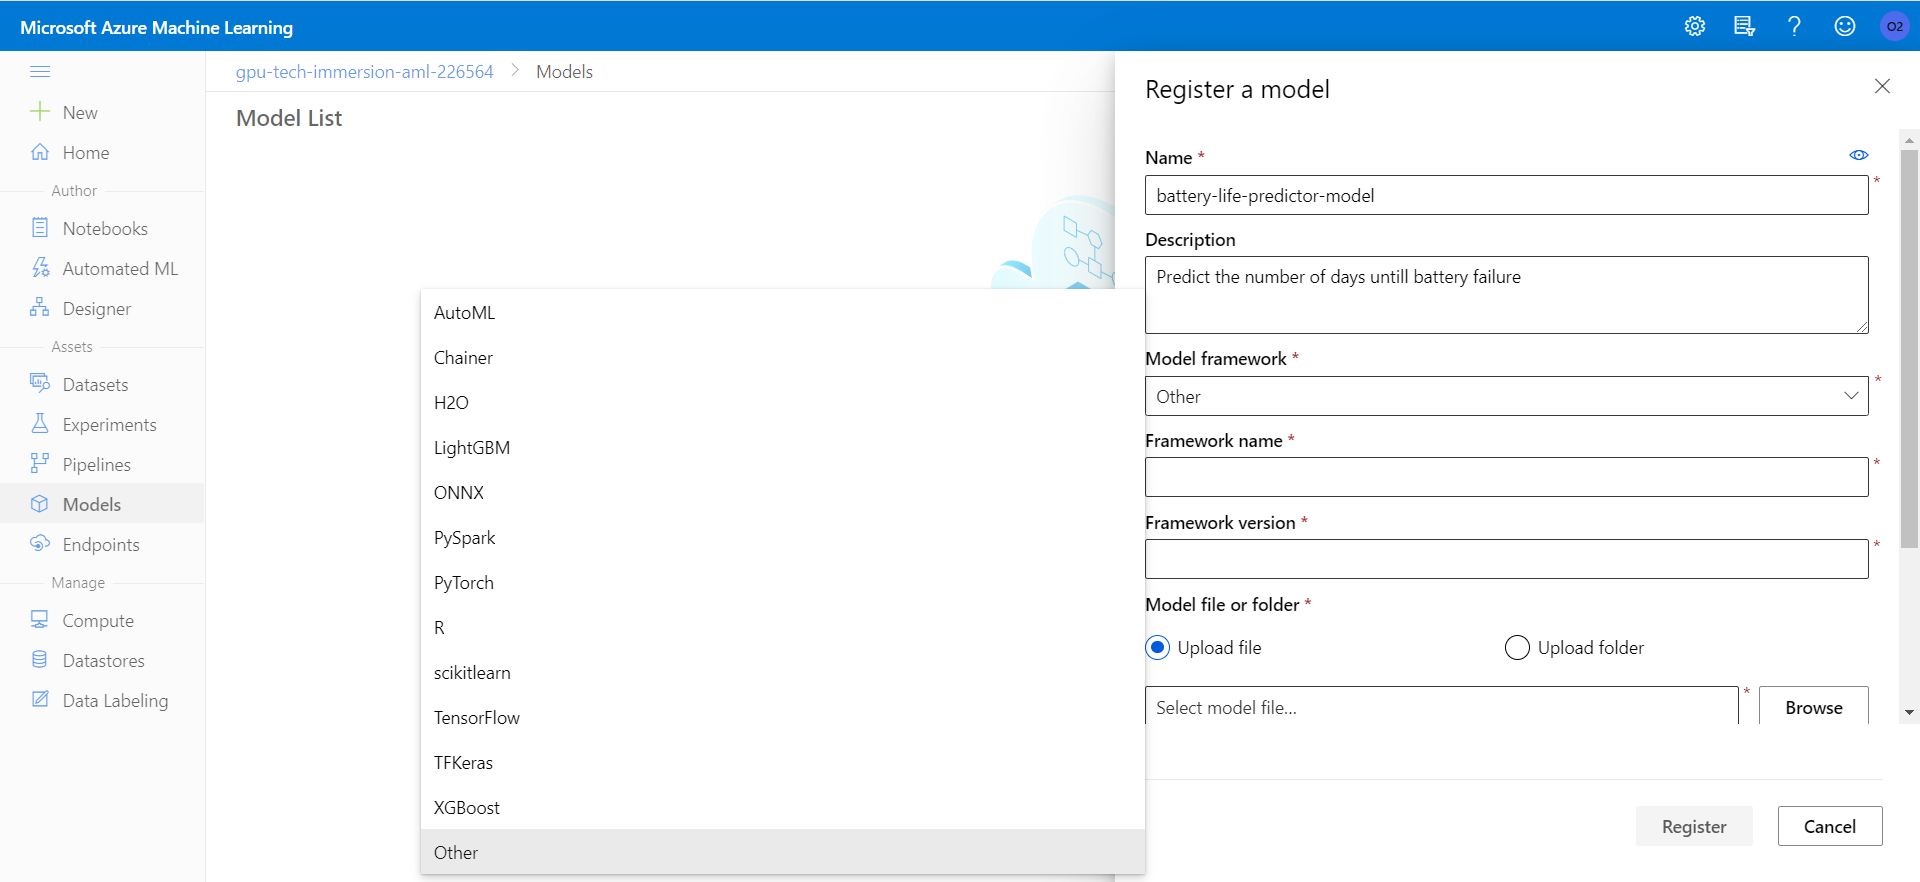 Microsoft Azure Machine Learning
O2
New
Home
Author
Notebooks
Automated ML
Designer
Assets
Datasets
Experiments
Pipelines
Models
Endpoints
Manage
Compute
Datastores
Data Labeling
gpu-tech-immersion-aml-226564 > Models
Model List
AutoML
Chainer
H2O
LightGBM
ONNX
PySpark
PyTorch
R
scikitlearn
TensorFlow
TFKeras
XGBoost
Other
Register a model
Name *
battery-life-predictor-model *
Description
Predict the number of days untill battery failure
Model framework *
Other *
Framework name *
*
Framework version *
*
Model file or folder *
Upload file Upload folder
Select model file... * Browse
Register Cancel